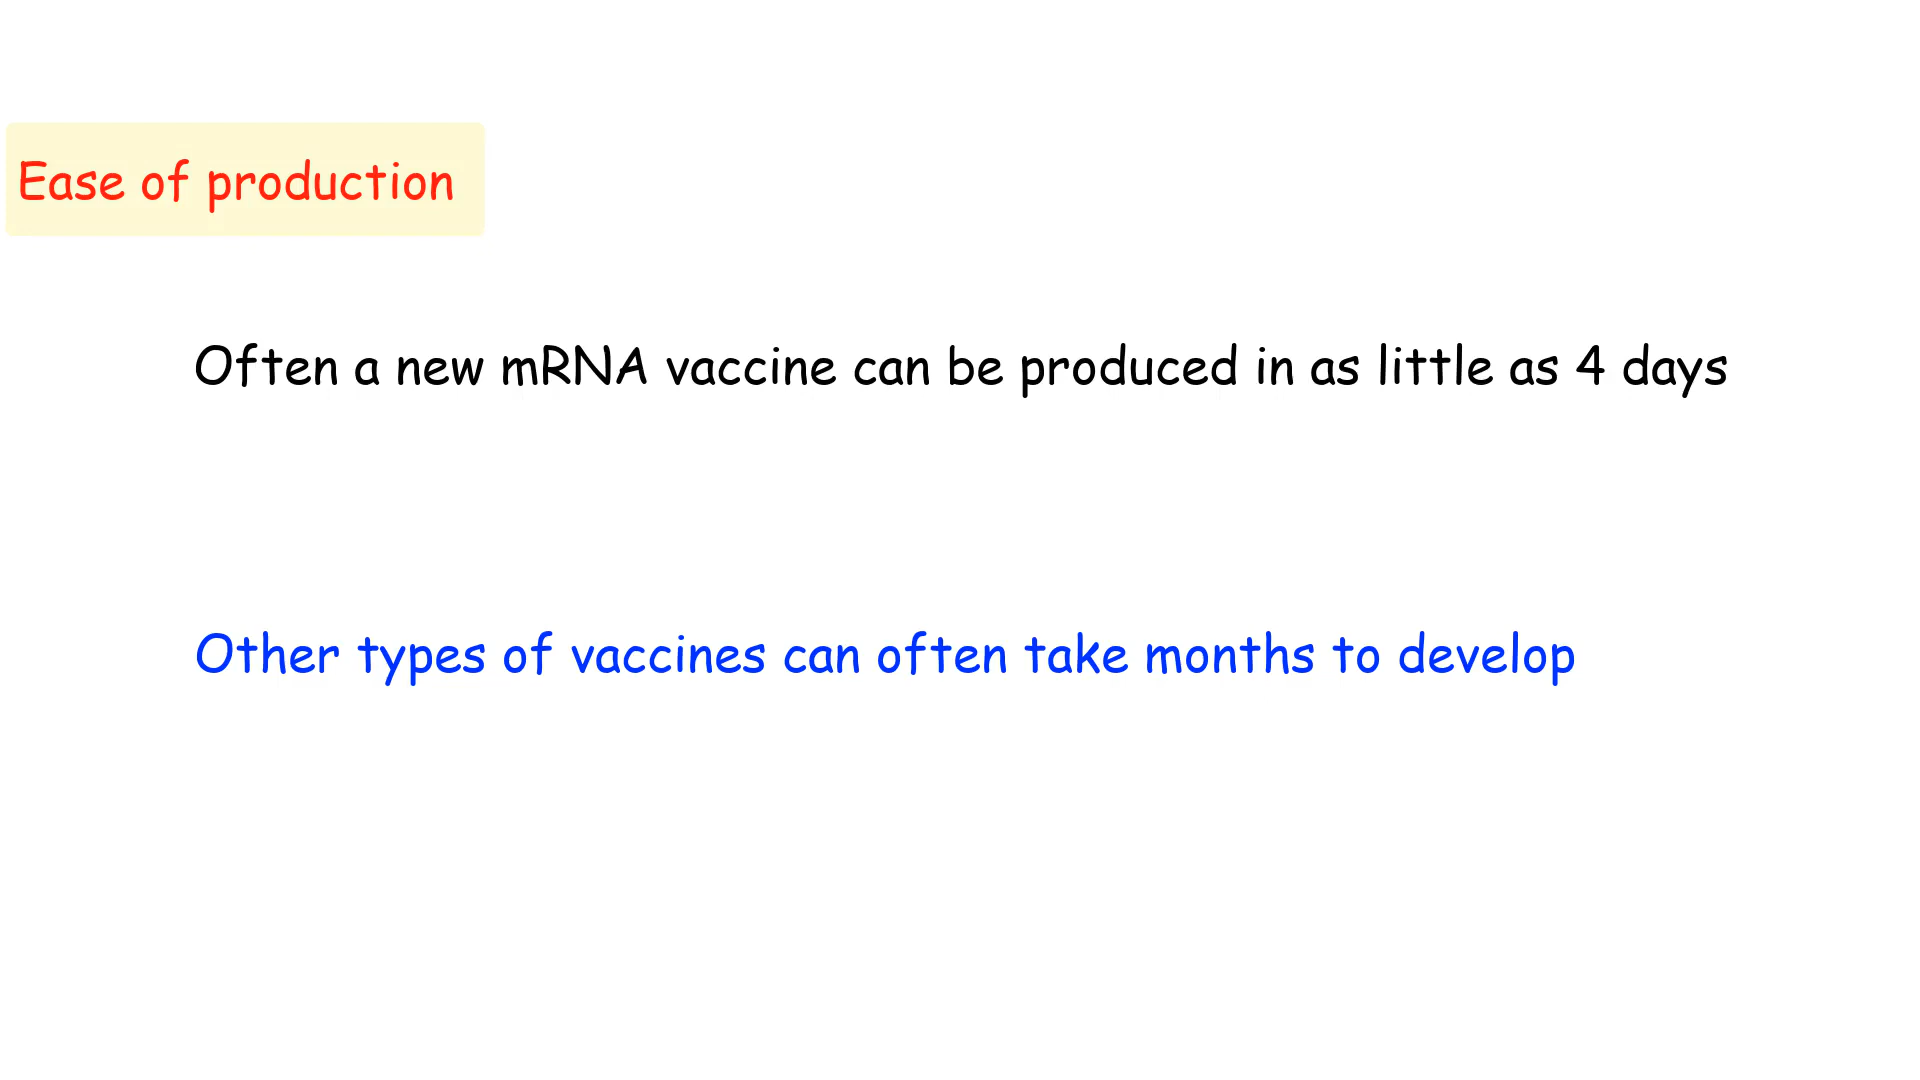 Ease of production
Often a new mRNA vaccine can be produced in as little as 4 days
Other types of vaccines can often take months to develop